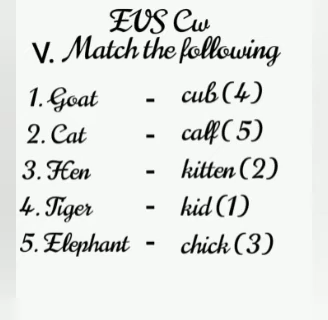 EVS Cw
V. Match the following
1. Goat - cub (4)
2. Cat - calf (5)
3. Hen - kitten (2)
4. Tiger - kid (1)
5. Elephant - chick (3)